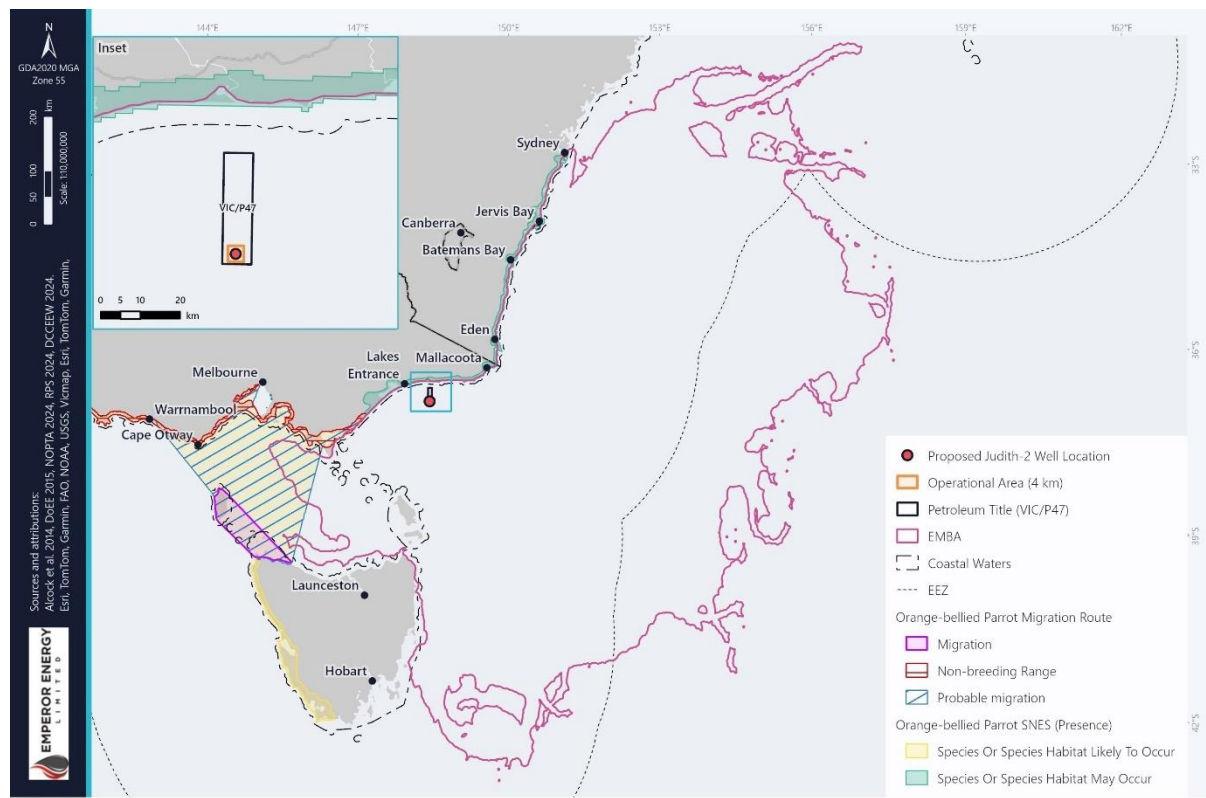 N
GDA2020 MGA
Zone 55
0 50 100 200
km
Scale: 1:10,000,000
Sources and attributions:
Alcock et al. 2014, DoEE 2015, NOPTA 2024, RPS 2024, DCCEEW 2024.
Esri, TomTom, Garmin, FAO, NOAA, USGS, Vicmap, Esri, TomTom, Garmin,
EMPEROR ENERGY
LIMITED
144°E
147°E
150°E
153°E
156°E
159°E
162°E
33°S
36°S
39°S
42°S
Inset
VIC/P47
0 5 10 20
km
Sydney
Jervis Bay
Canberra
Batemans Bay
Eden
Mallacoota
Lakes
Entrance
Melbourne
Warrnambool
Cape Otway
Launceston
Hobart
Proposed Judith-2 Well Location
Operational Area (4 km)
Petroleum Title (VIC/P47)
EMBA
Coastal Waters
EEZ
Orange-bellied Parrot Migration Route
Migration
Non-breeding Range
Probable migration
Orange-bellied Parrot SNES (Presence)
Species Or Species Habitat Likely To Occur
Species Or Species Habitat May Occur